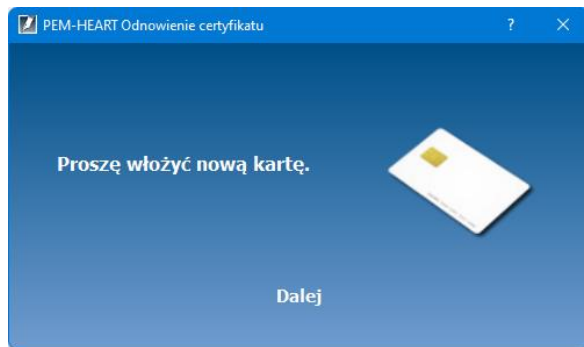 PEM-HEART Odnowienie certyfikatu
?
Proszę włożyć nową kartę.
Dalej